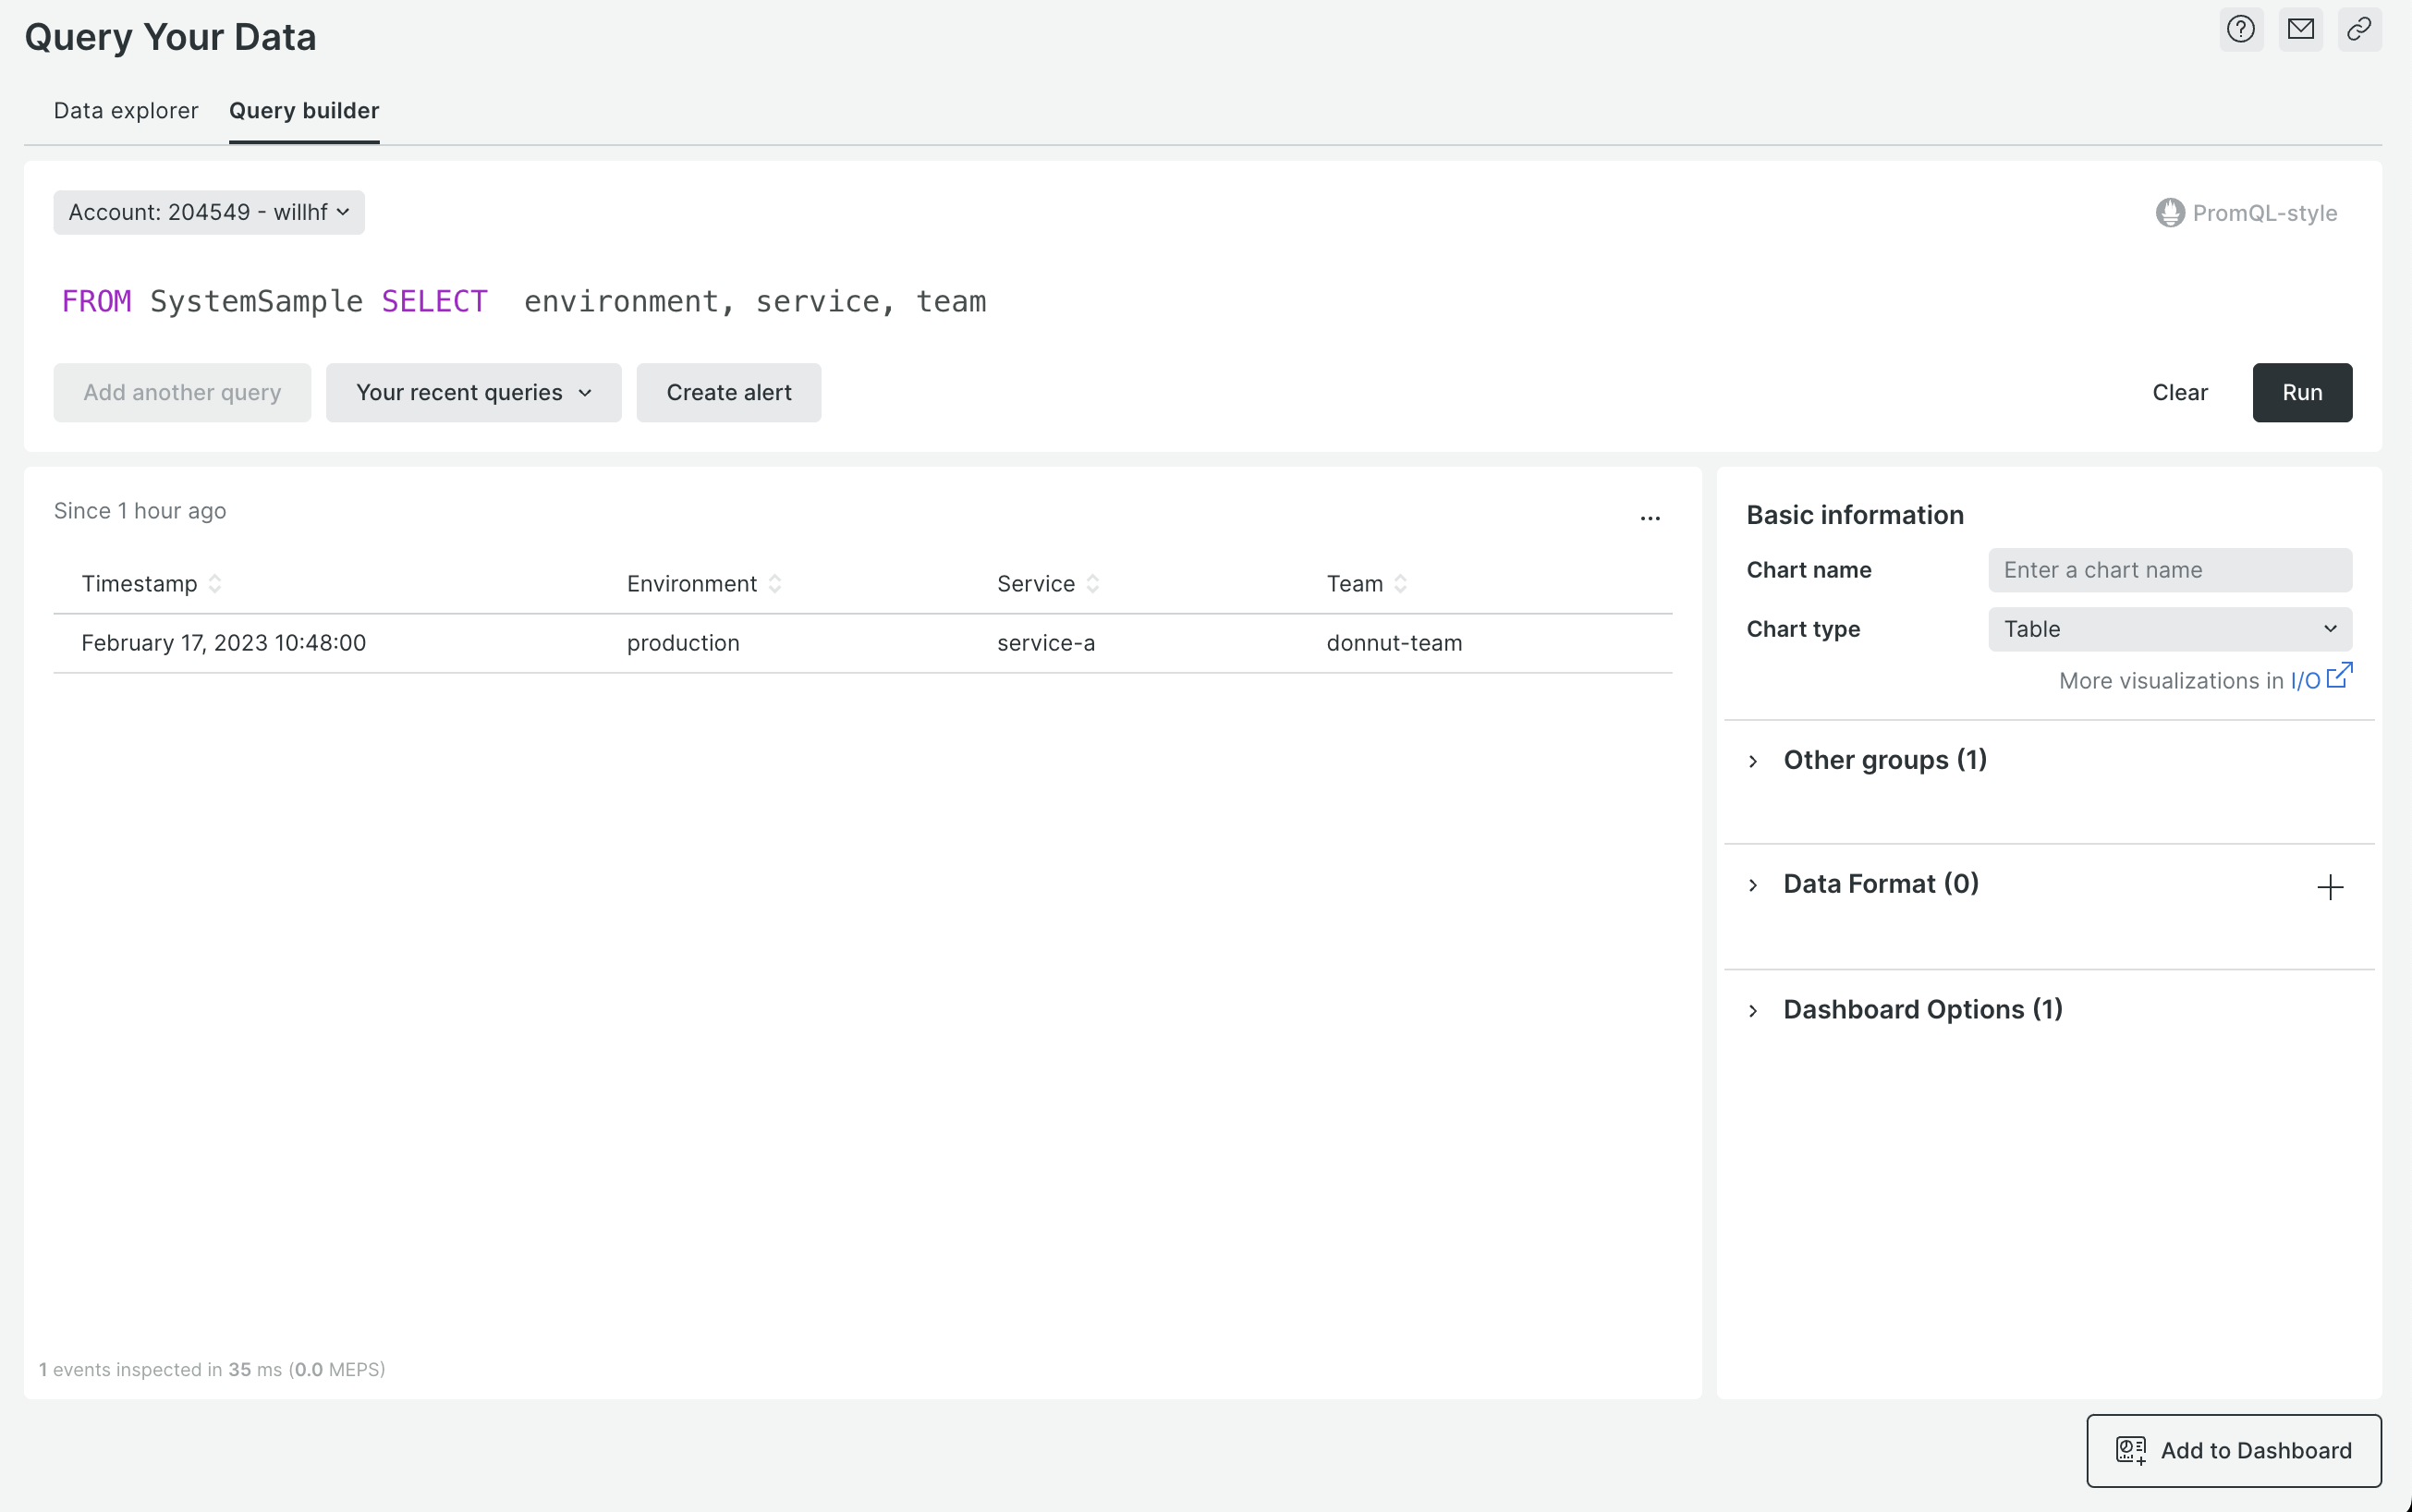 Query Your Data
Data explorer Query builder
Account: 204549 - willhf
PromQL-style
FROM SystemSample SELECT environment, service, team
Add another query Your recent queries Create alert Clear Run
Since 1 hour ago
...
Timestamp Environment Service Team
February 17, 2023 10:48:00 production service-a donnut-team
1 events inspected in 35 ms (0.0 MEPS)
Basic information
Chart name Enter a chart name
Chart type Table
More visualizations in I/O
Other groups (1)
Data Format (0)
Dashboard Options (1)
Add to Dashboard